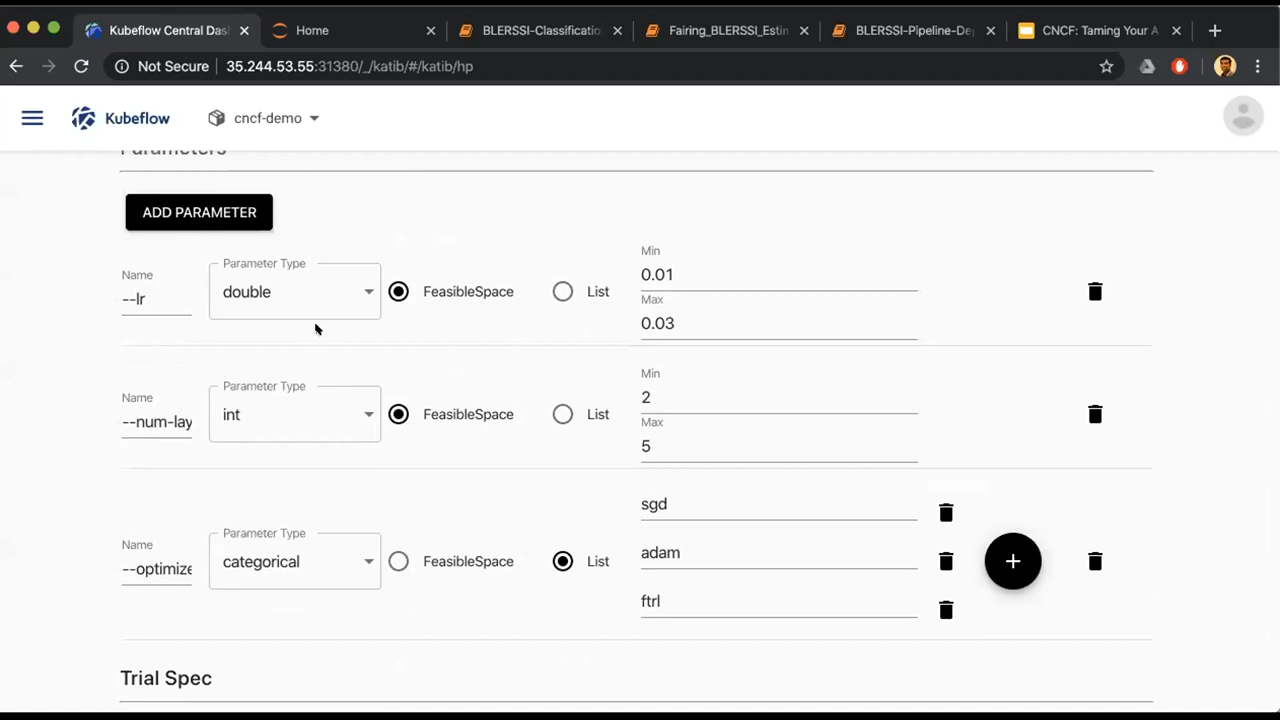 Kubeflow Central Das
Home
BLERSSI-Classificatio
Fairing_BLERSSI_Estin
BLERSSI-Pipeline-De
CNCF: Taming Your A
Not Secure
35.244.53.55:31380/_/katib/#/katib/hp
Kubeflow
cncf-demo
Parameters
ADD PARAMETER
Name
--lr
Parameter Type
double
FeasibleSpace
List
Min
0.01
Max
0.03
Name
--num-lay
Parameter Type
int
FeasibleSpace
List
Min
2
Max
5
Name
--optimize
Parameter Type
categorical
FeasibleSpace
List
sgd
adam
ftrl
Trial Spec